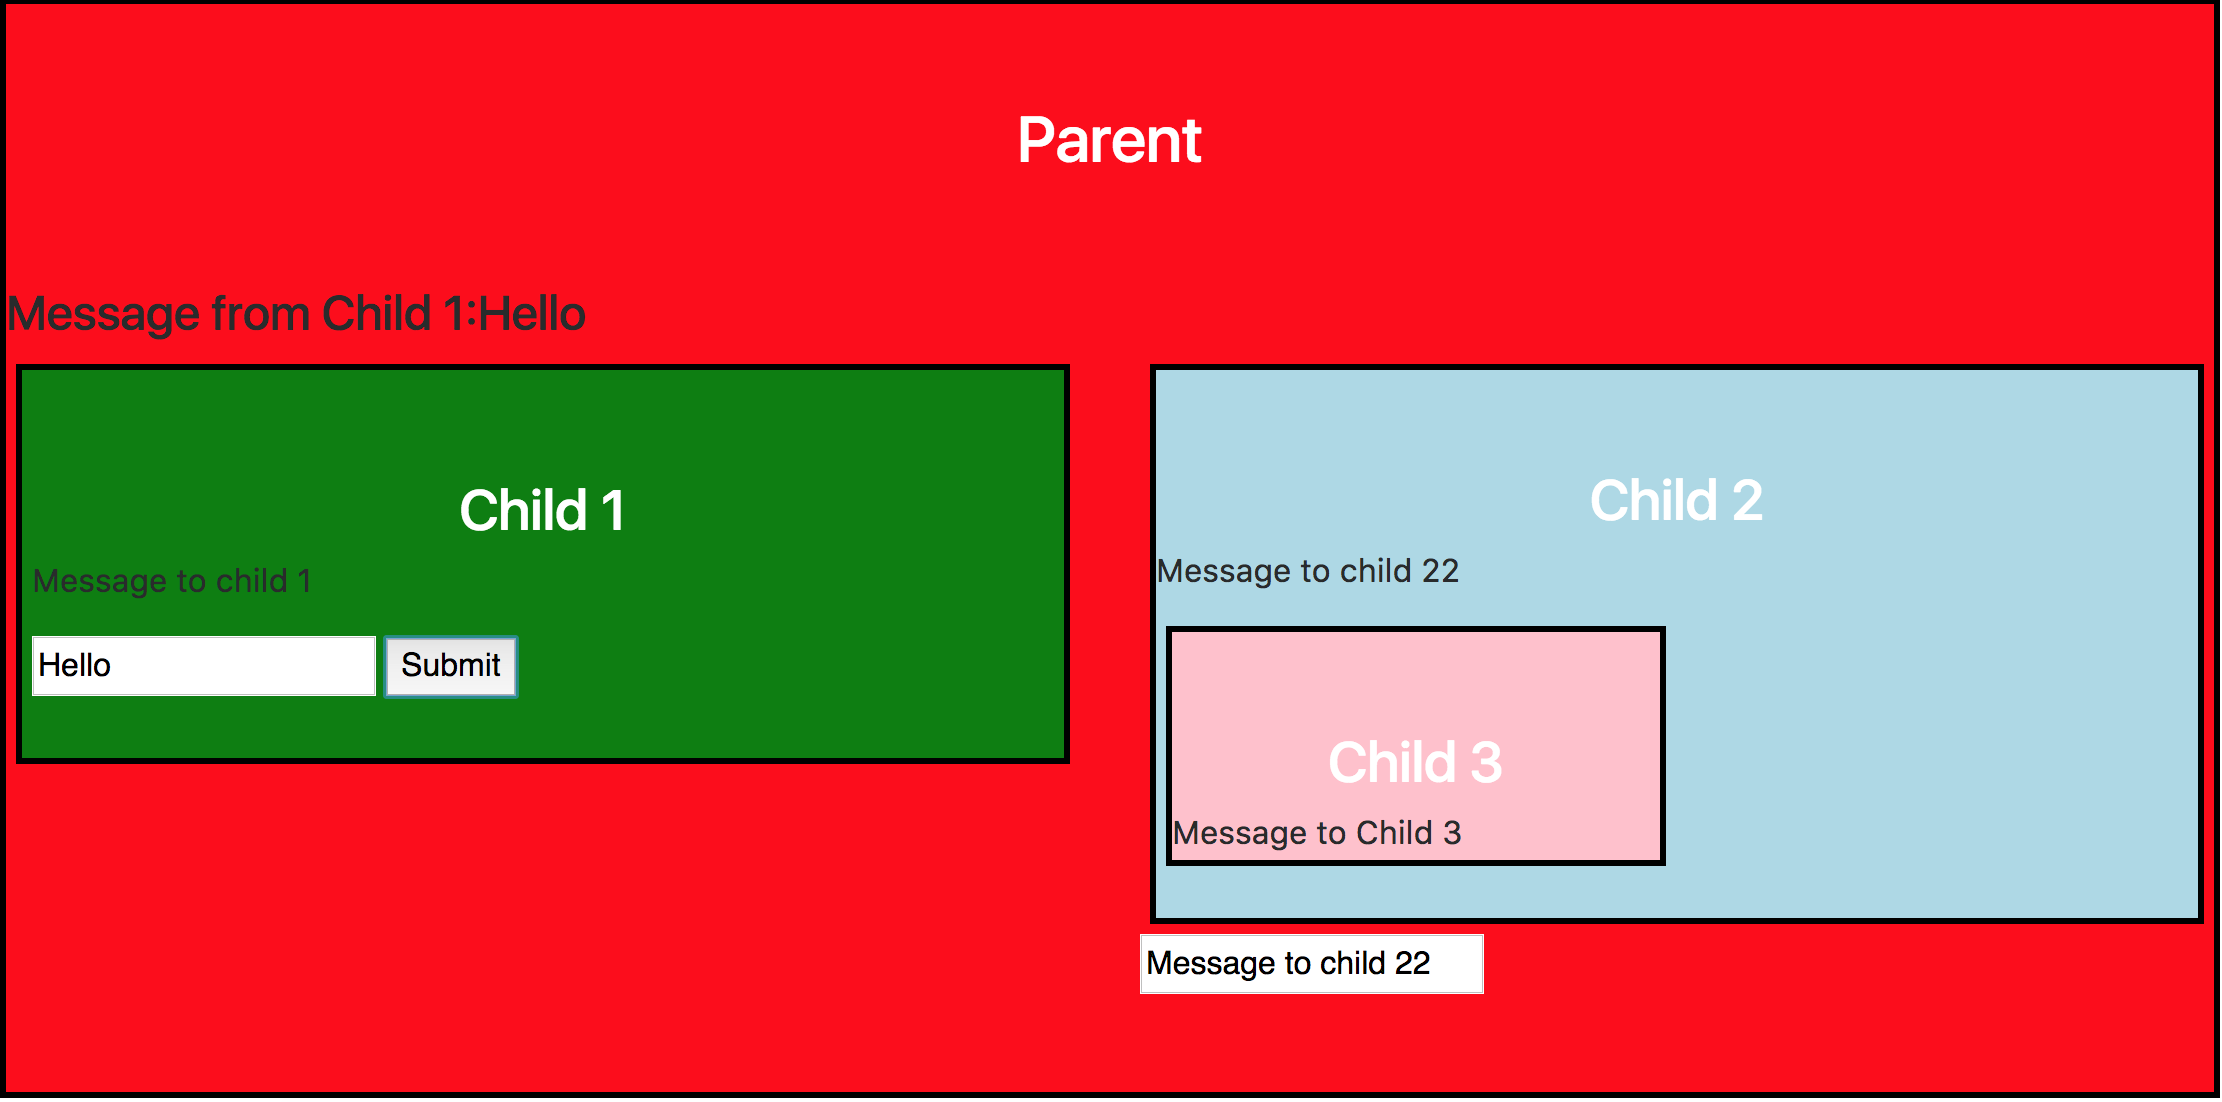 Parent
Message from Child 1:Hello
Child 1
Message to child 1
Hello
Submit
Child 2
Message to child 22
Child 3
Message to Child 3
Message to child 22